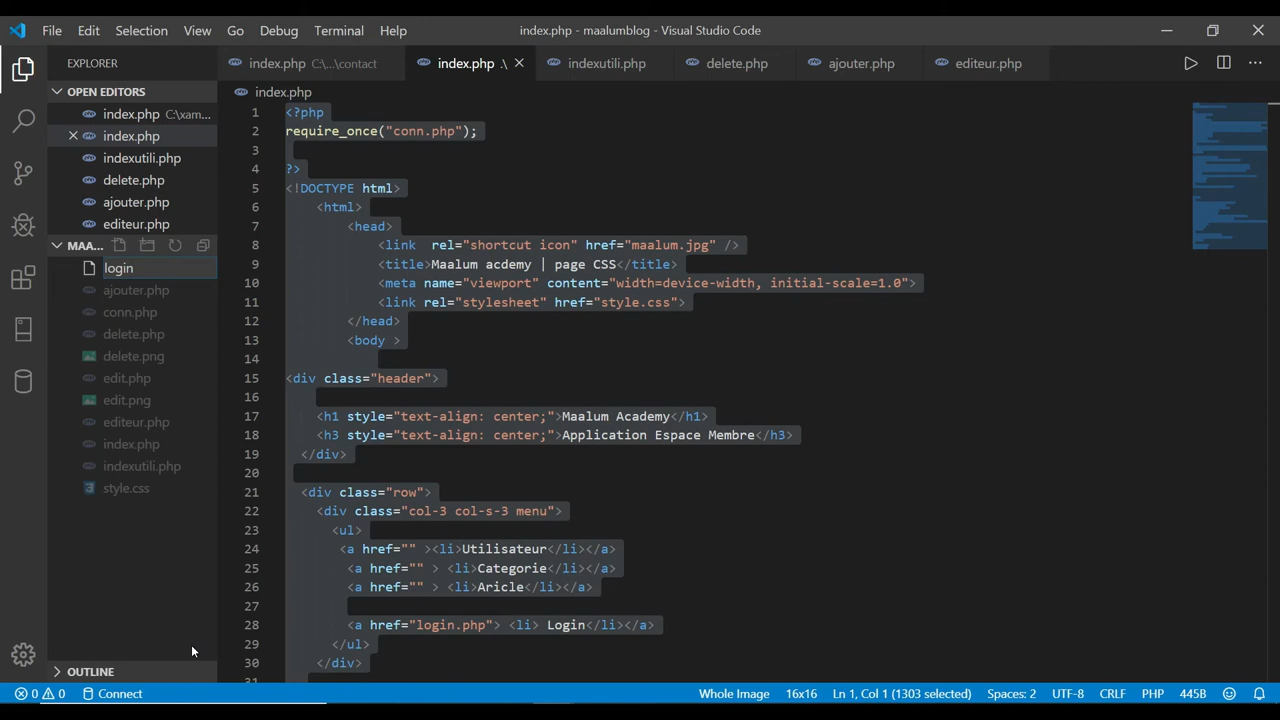 File Edit Selection View Go Debug Terminal Help index.php - maalumblog - Visual Studio Code
EXPLORER
index.php C:\...\contact index.php .\ indexutili.php delete.php ajouter.php editeur.php
OPEN EDITORS
index.php C:\xam...
index.php
indexutili.php
delete.php
ajouter.php
editeur.php
MAA...
login
ajouter.php
conn.php
delete.php
delete.png
edit.php
edit.png
editeur.php
index.php
indexutili.php
style.css
OUTLINE
index.php
1 <?php
2 require_once("conn.php");
3
4 ?>
5 <!DOCTYPE html>
6 <html>
7 <head>
8 <link  rel="shortcut icon" href="maalum.jpg" />
9 <title>Maalum acdemy | page CSS</title>
10 <meta name="viewport" content="width=device-width, initial-scale=1.0">
11 <link rel="stylesheet" href="style.css">
12 </head>
13 <body >
14
15 <div class="header">
16
17 <h1 style="text-align: center;">Maalum Academy</h1>
18 <h3 style="text-align: center;">Application Espace Membre</h3>
19 </div>
20
21 <div class="row">
22 <div class="col-3 col-s-3 menu">
23 <ul>
24 <a href="" ><li>Utilisateur</li></a>
25 <a href="" > <li>Categorie</li></a>
26 <a href="" > <li>Aricle</li></a>
27
28 <a href="login.php"> <li> Login</li></a>
29 </ul>
30 </div>
31
0 0 Connect Whole Image 16x16 Ln 1, Col 1 (1303 selected) Spaces: 2 UTF-8 CRLF PHP 445B